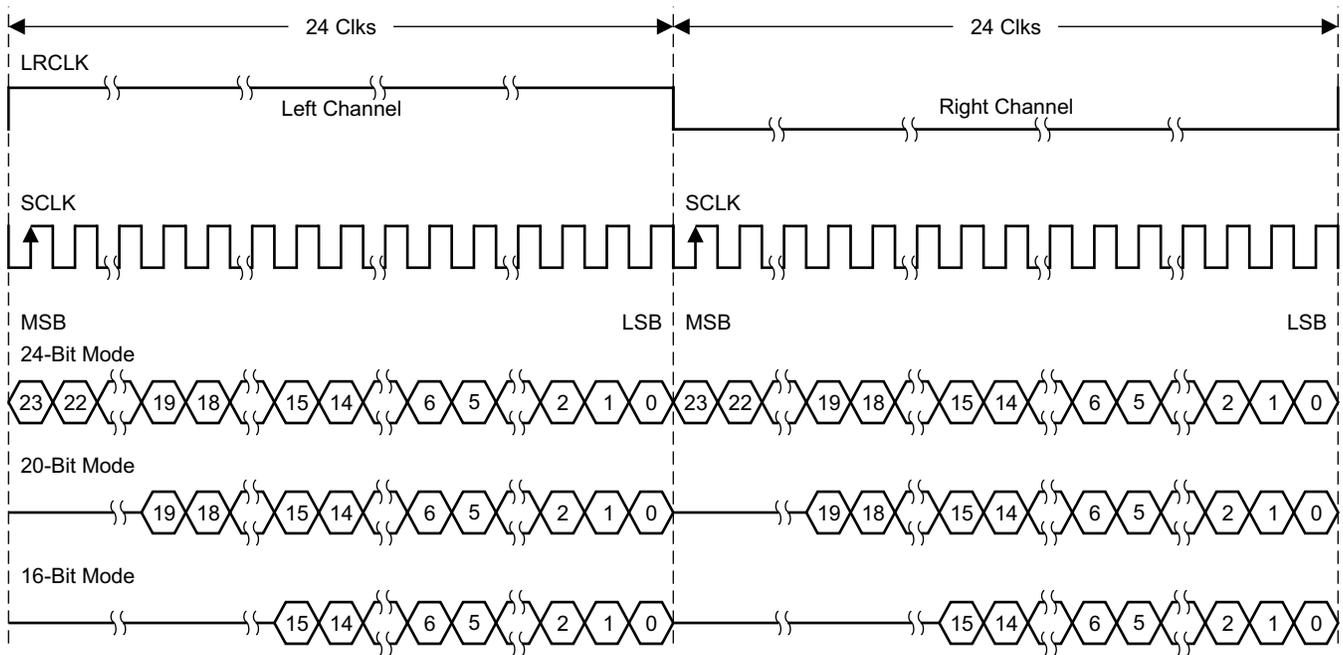 24 Clks 24 Clks
LRCLK
Left Channel Right Channel
SCLK SCLK
MSB LSB MSB LSB
24-Bit Mode
23 22 19 18 15 14 6 5 2 1 0 23 22 19 18 15 14 6 5 2 1 0
20-Bit Mode
19 18 15 14 6 5 2 1 0 19 18 15 14 6 5 2 1 0
16-Bit Mode
15 14 6 5 2 1 0 15 14 6 5 2 1 0